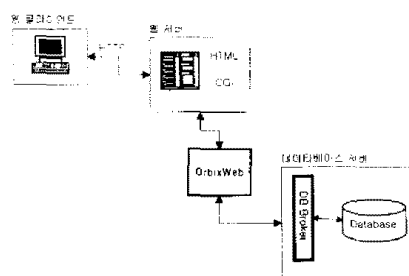 웹 클라이언트
HTTP
웹 서버
HTML
CGI
OrbixWeb
데이타베이스 서버
DB Broker
Database